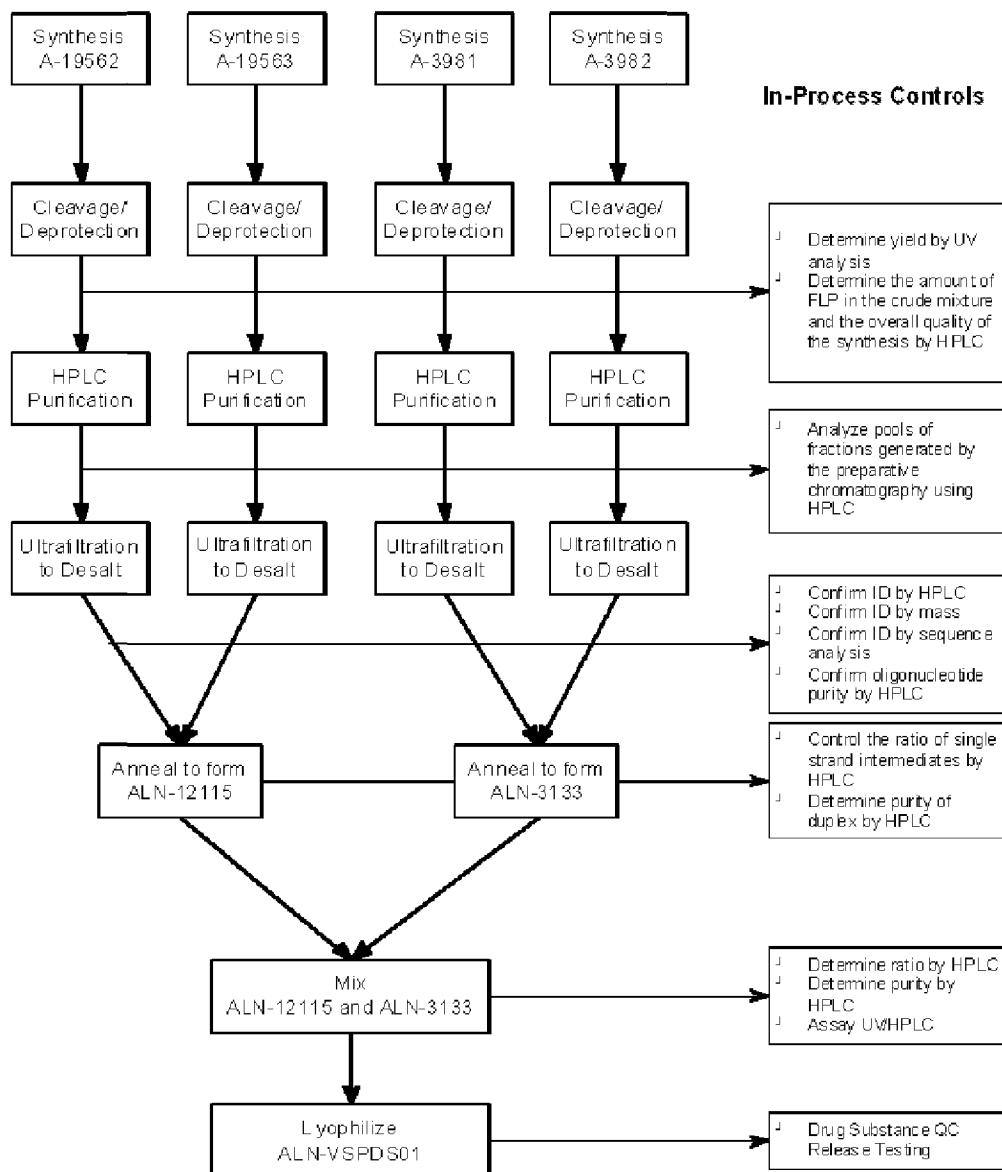 Synthesis
A-19562
Synthesis
A-19563
Synthesis
A-3981
Synthesis
A-3982
In-Process Controls
Cleavage/
Deprotection
Cleavage/
Deprotection
Cleavage/
Deprotection
Cleavage/
Deprotection
Determine yield by UV
analysis
Determine the amount of
FLP in the crude mixture
and the overall quality of
the synthesis by HPLC
HPLC
Purification
HPLC
Purification
HPLC
Purification
HPLC
Purification
Analyze pools of
fractions generated by
the preparative
chromatography using
HPLC
Ultrafiltration
to Desalt
Ultrafiltration
to Desalt
Ultrafiltration
to Desalt
Ultrafiltration
to Desalt
Confirm ID by HPLC
Confirm ID by mass
Confirm ID by sequence
analysis
Confirm oligonucleotide
purity by HPLC
Anneal to form
ALN-12115
Anneal to form
ALN-3133
Control the ratio of single
strand intermediates by
HPLC
Determine purity of
duplex by HPLC
Mix
ALN-12115 and ALN-3133
Determine ratio by HPLC
Determine purity by
HPLC
Assay UV/HPLC
Lyophilize
ALN-VSPDS01
Drug Substance QC
Release Testing